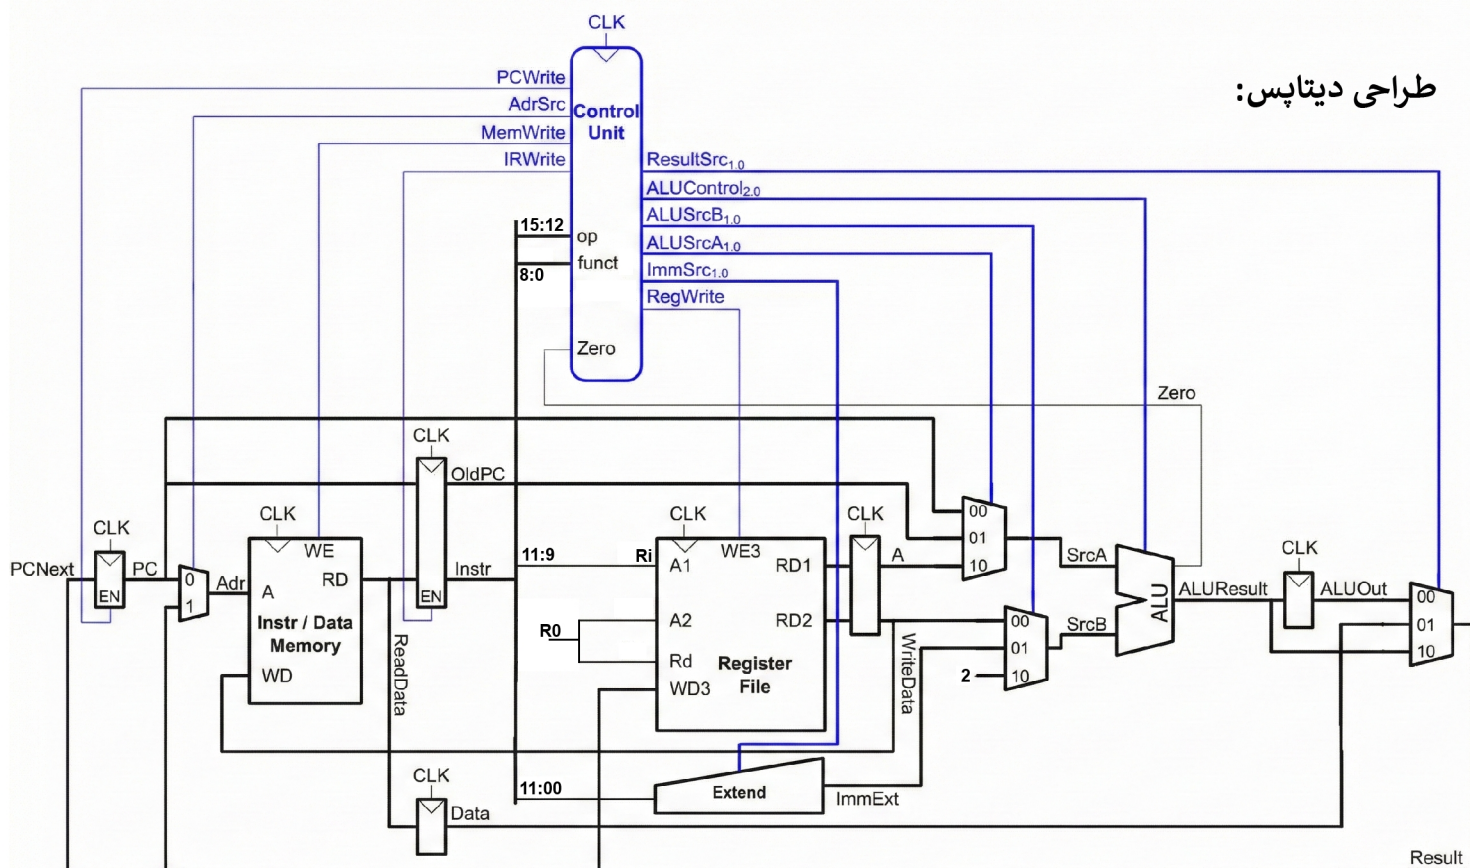 CLK
طراحی دیتاپس:
PCWrite
AdrSrc
MemWrite
IRWrite
Control
Unit
ResultSrc1.0
ALUControl2.0
ALUSrcB1.0
ALUSrcA1.0
ImmSrc1.0
RegWrite
15:12
op
funct
8:0
Zero
Zero
CLK
OldPC
CLK
CLK
CLK
CLK
CLK
PCNext
EN
PC
0
1
Adr
WE
A
RD
Instr / Data
Memory
WD
EN
Instr
ReadData
11:9
Ri
A1
WE3
RD1
R0
A2
RD2
Rd
WD3
Register
File
A
WriteData
00
01
10
SrcA
00
01
2
10
SrcB
ALU
ALUResult
ALUOut
00
01
10
CLK
Data
11:00
Extend
ImmExt
Result